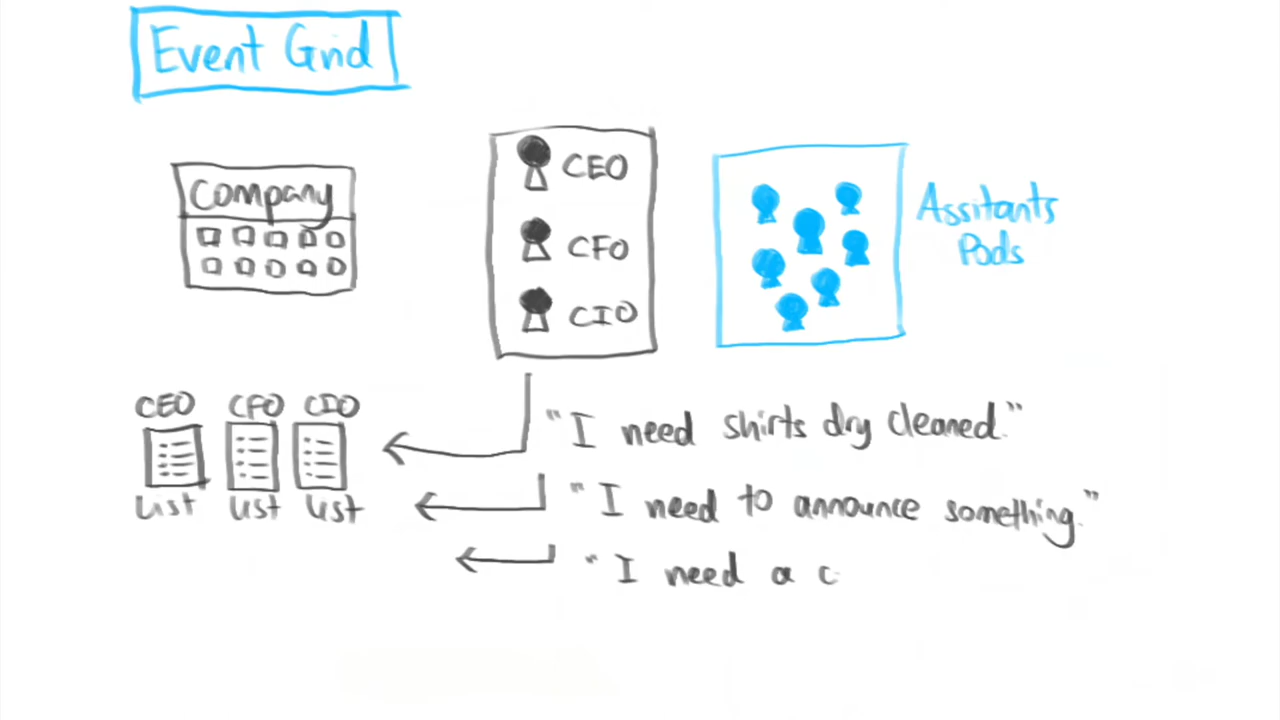 Event Grid
Company
CEO
CFO
CIO
Assitants
Pods
CEO CFO CIO
List List List
"I need shirts dry cleaned."
"I need to announce something."
"I need a c